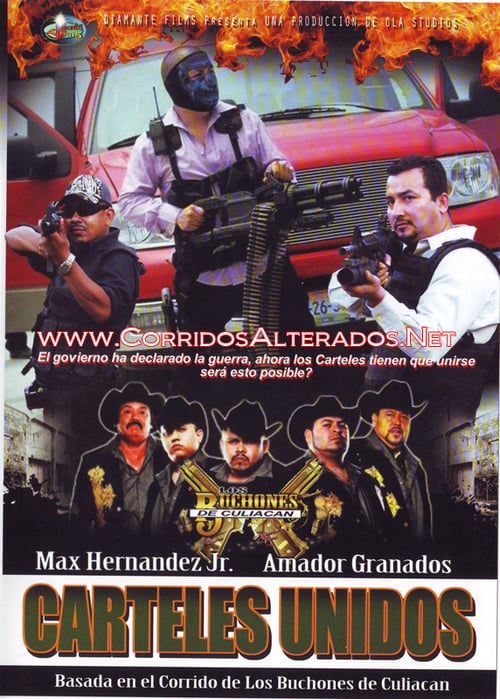 DIAMANTE FILMS PRESENTA UNA PRODUCCION DE OLA STUDIOS
WWW.CORRIDOSALTERADOS.NET
El govierno ha declarado la guerra, ahora los Carteles tienen que unirse
será esto posible?
LOS
BUCHONES
DE CULIACAN
Max Hernandez Jr. Amador Granados
CARTELES UNIDOS
Basada en el Corrido de Los Buchones de Culiacan